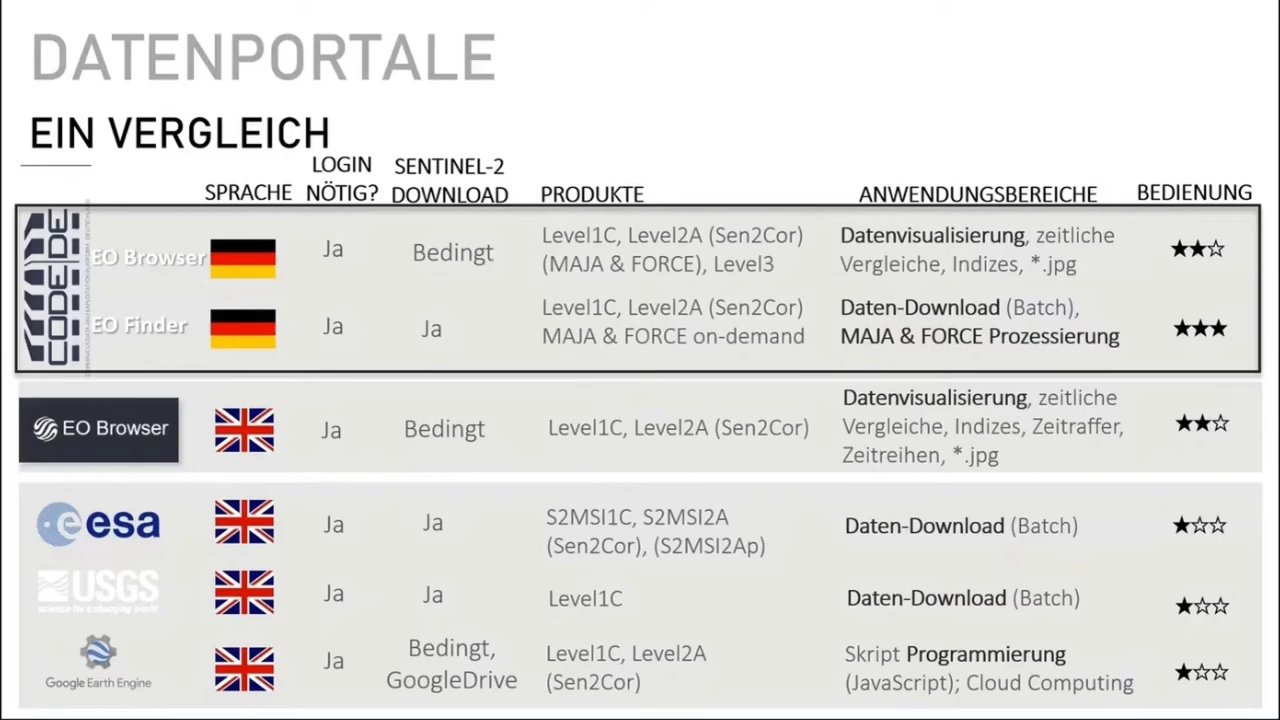 DATENPORTALE
EIN VERGLEICH
SPRACHE
LOGIN
NÖTIG?
SENTINEL-2
DOWNLOAD
PRODUKTE
ANWENDUNGSBEREICHE
BEDIENUNG
CODE-DE
EO Browser
Ja
Bedingt
Level1C, Level2A (Sen2Cor)
(MAJA & FORCE), Level3
Datenvisualisierung, zeitliche
Vergleiche, Indizes, *.jpg
★★☆
EO Finder
Ja
Ja
Level1C, Level2A (Sen2Cor)
MAJA & FORCE on-demand
Daten-Download (Batch),
MAJA & FORCE Prozessierung
★★★
EO Browser
Ja
Bedingt
Level1C, Level2A (Sen2Cor)
Datenvisualisierung, zeitliche
Vergleiche, Indizes, Zeitraffer,
Zeitreihen, *.jpg
★★☆
esa
Ja
Ja
S2MSI1C, S2MSI2A
(Sen2Cor), (S2MSI2Ap)
Daten-Download (Batch)
★☆☆
USGS
science for a changing world
Ja
Ja
Level1C
Daten-Download (Batch)
★☆☆
Google Earth Engine
Ja
Bedingt,
GoogleDrive
Level1C, Level2A
(Sen2Cor)
Skript Programmierung
(JavaScript); Cloud Computing
★☆☆